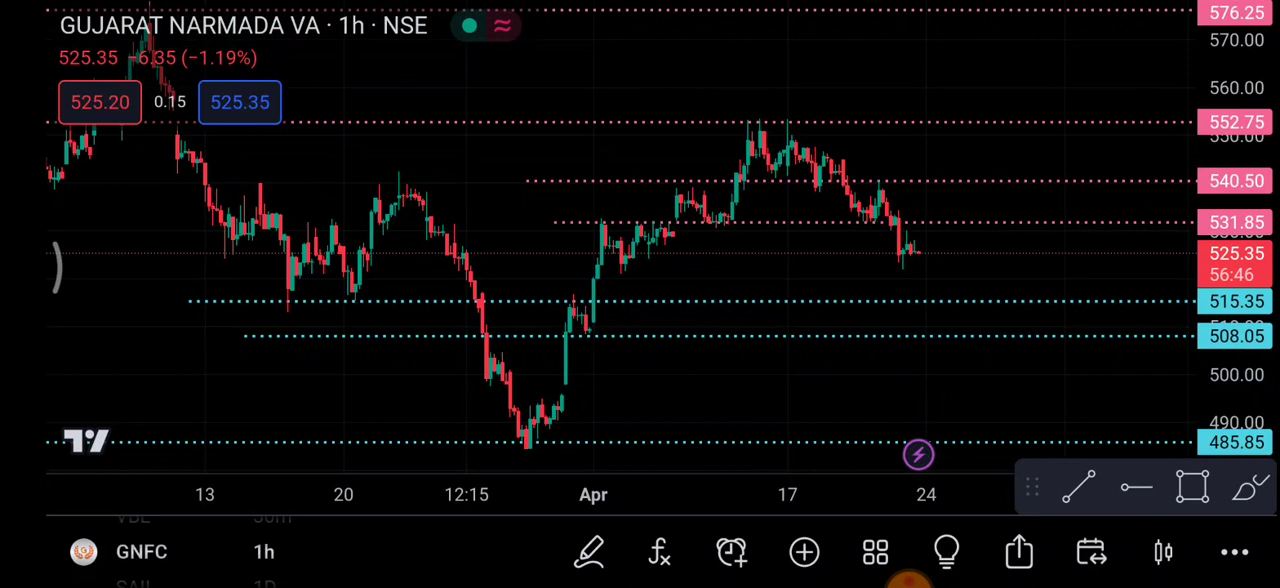 GUJARAT NARMADA VA · 1h · NSE
525.35 −6.35 (−1.19%)
525.20 0.15 525.35
576.25
570.00
560.00
552.75
550.00
540.50
531.85
525.35
56:46
515.35
508.05
500.00
490.00
485.85
13 20 12:15 Apr 17 24
GNFC 1h